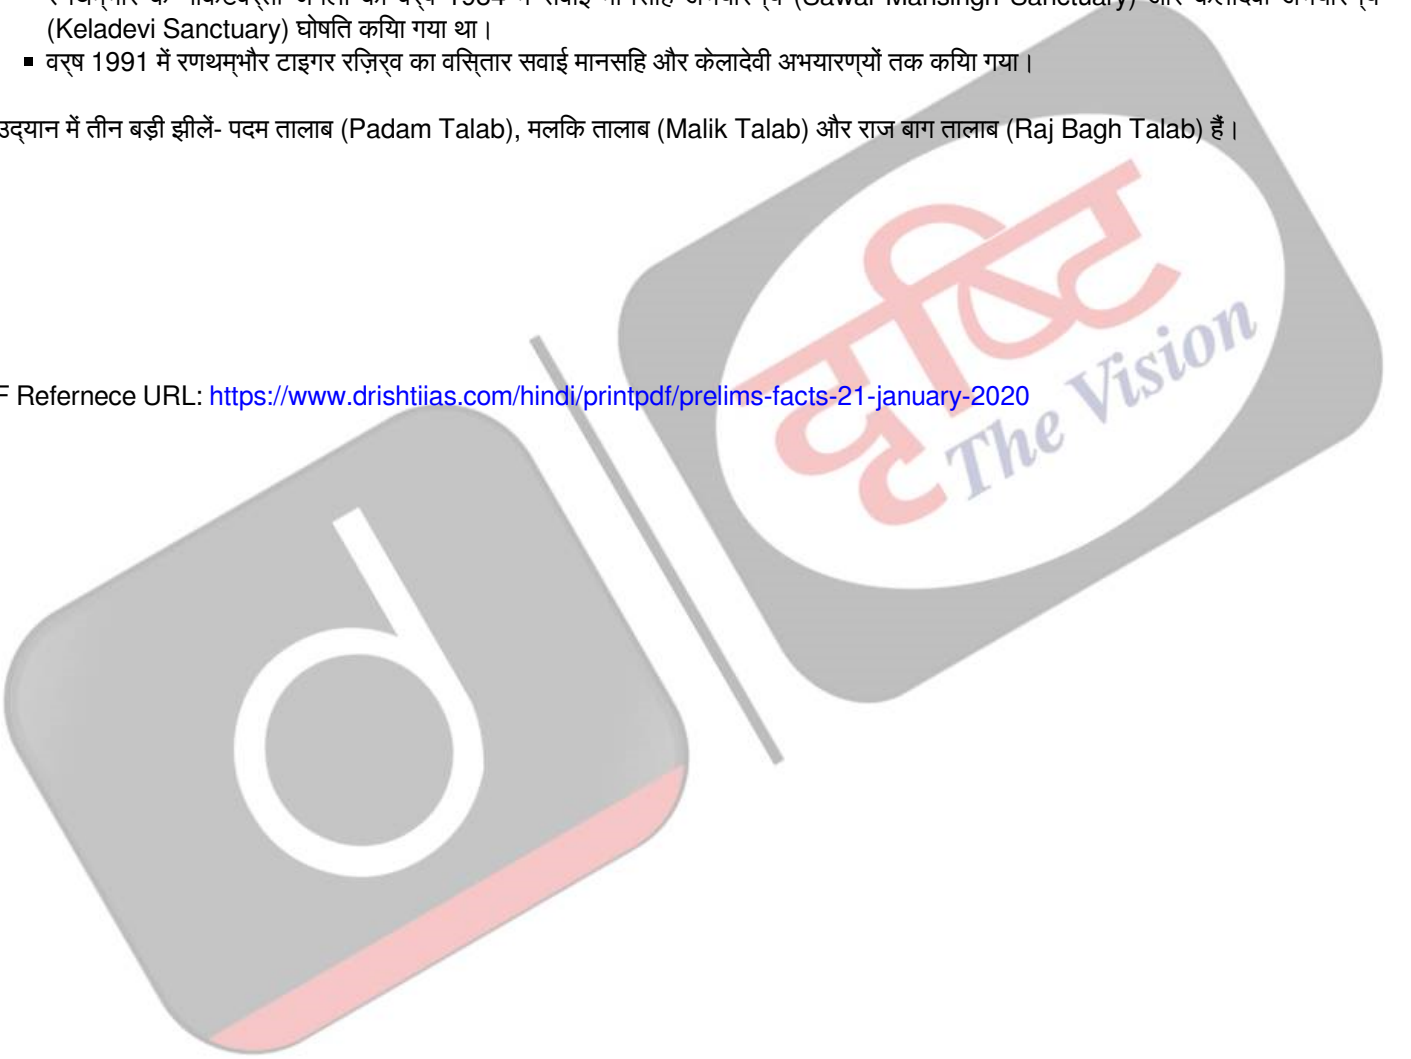 (Keladevi Sanctuary) घोषित किया गया था।
▪ वर्ष 1991 में रणथम्भौर टाइगर रिज़र्व का विस्तार सवाई मानसिंह और केलादेवी अभयारण्यों तक किया गया।
उद्यान में तीन बड़ी झीलें- पदम तालाब (Padam Talab), मलिक तालाब (Malik Talab) और राज बाग तालाब (Raj Bagh Talab) हैं।
F Refernece URL: https://www.drishtiias.com/hindi/printpdf/prelims-facts-21-january-2020
दृष्टि
The Vision
d